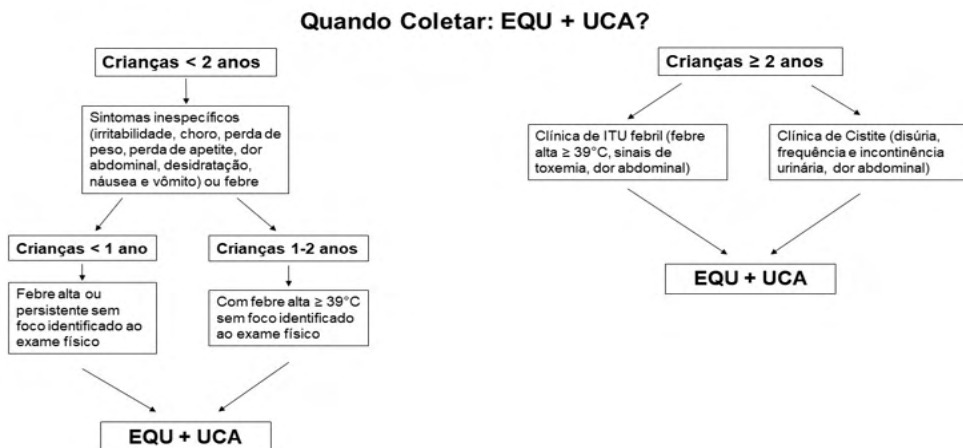 Quando Coletar: EQU + UCA?
Crianças < 2 anos
Sintomas inespecíficos
(irritabilidade, choro, perda de
peso, perda de apetite, dor
abdominal, desidratação,
náusea e vômito) ou febre
Crianças < 1 ano
Febre alta ou
persistente sem
foco identificado ao
exame físico
Crianças 1-2 anos
Com febre alta ≥ 39°C
sem foco identificado
ao exame físico
EQU + UCA
Crianças ≥ 2 anos
Clínica de ITU febril (febre
alta ≥ 39°C, sinais de
toxemia, dor abdominal)
Clínica de Cistite (disúria,
frequência e incontinência
urinária, dor abdominal)
EQU + UCA